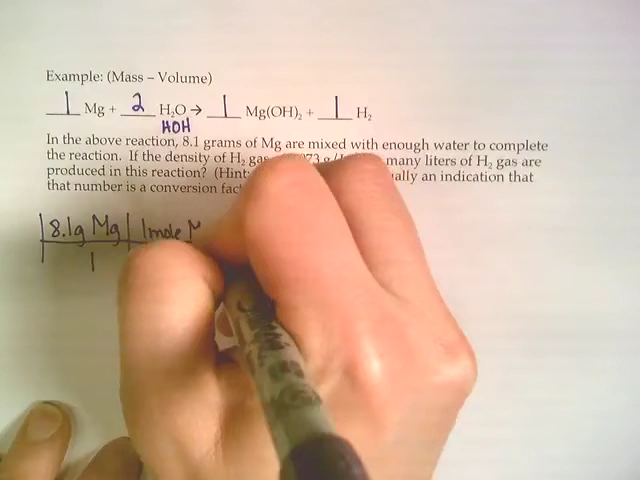 Example: (Mass – Volume)
1 Mg + 2 H₂O → 1 Mg(OH)₂ + 1 H₂
HOH
In the above reaction, 8.1 grams of Mg are mixed with enough water to complete
the reaction. If the density of H₂ gas many liters of H₂ gas are
produced in this reaction? (Hint: an indication that
that number is a conversion
8.1g Mg 1mole
1